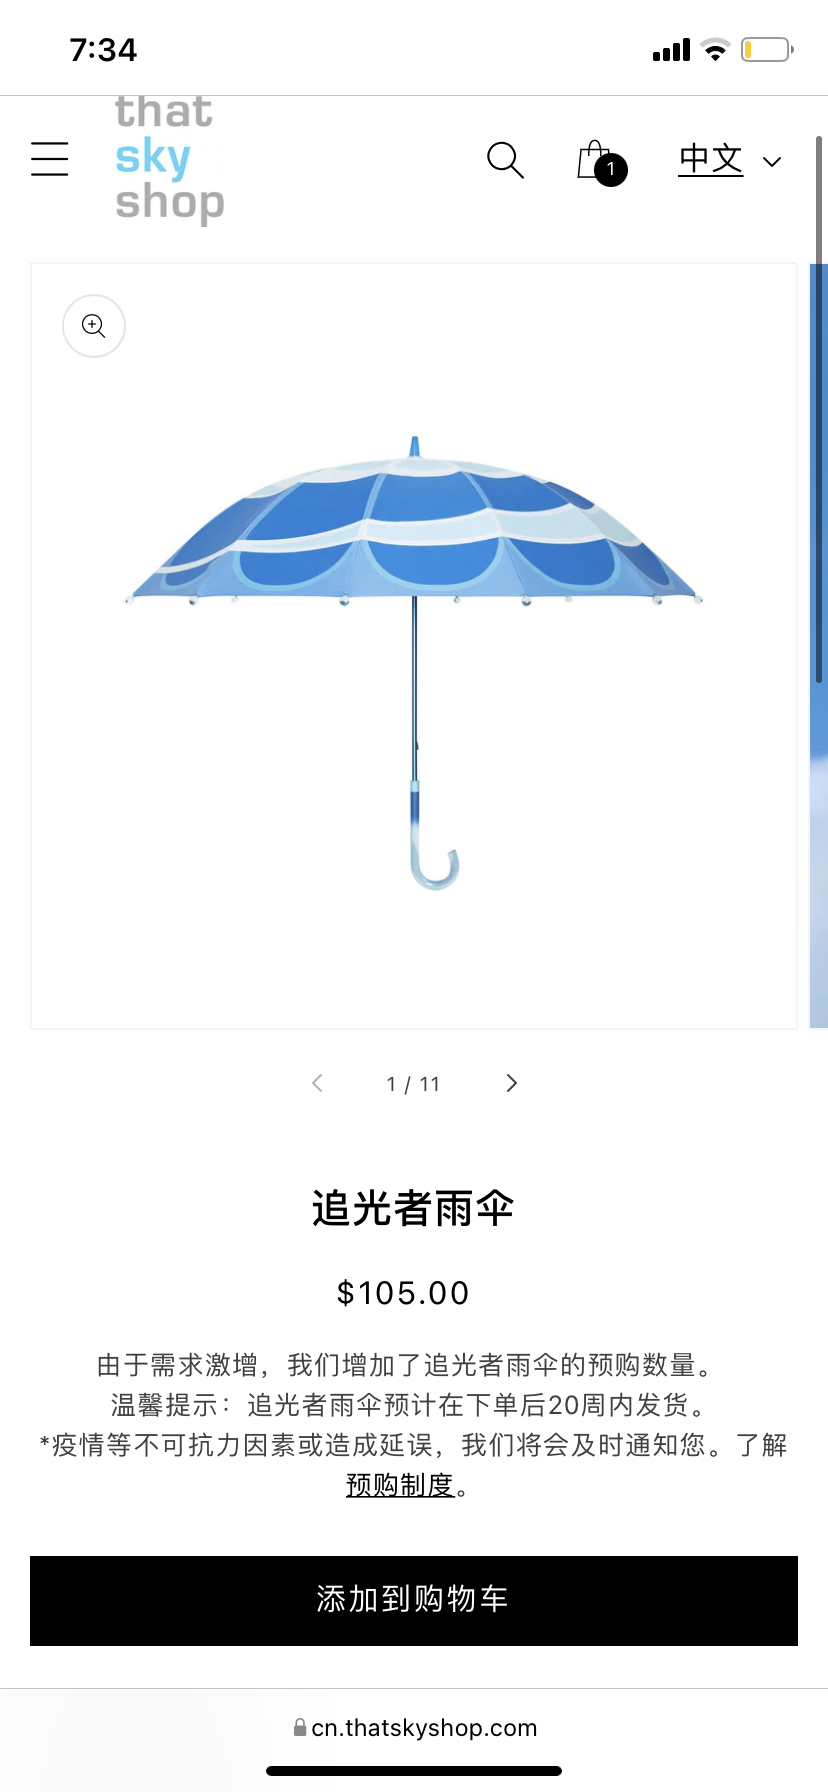 7:34
that
sky
shop
1
中文
1 / 11
追光者雨伞
$105.00
由于需求激增，我们增加了追光者雨伞的预购数量。
温馨提示：追光者雨伞预计在下单后20周内发货。
*疫情等不可抗力因素或造成延误，我们将会及时通知您。了解
预购制度。
添加到购物车
cn.thatskyshop.com